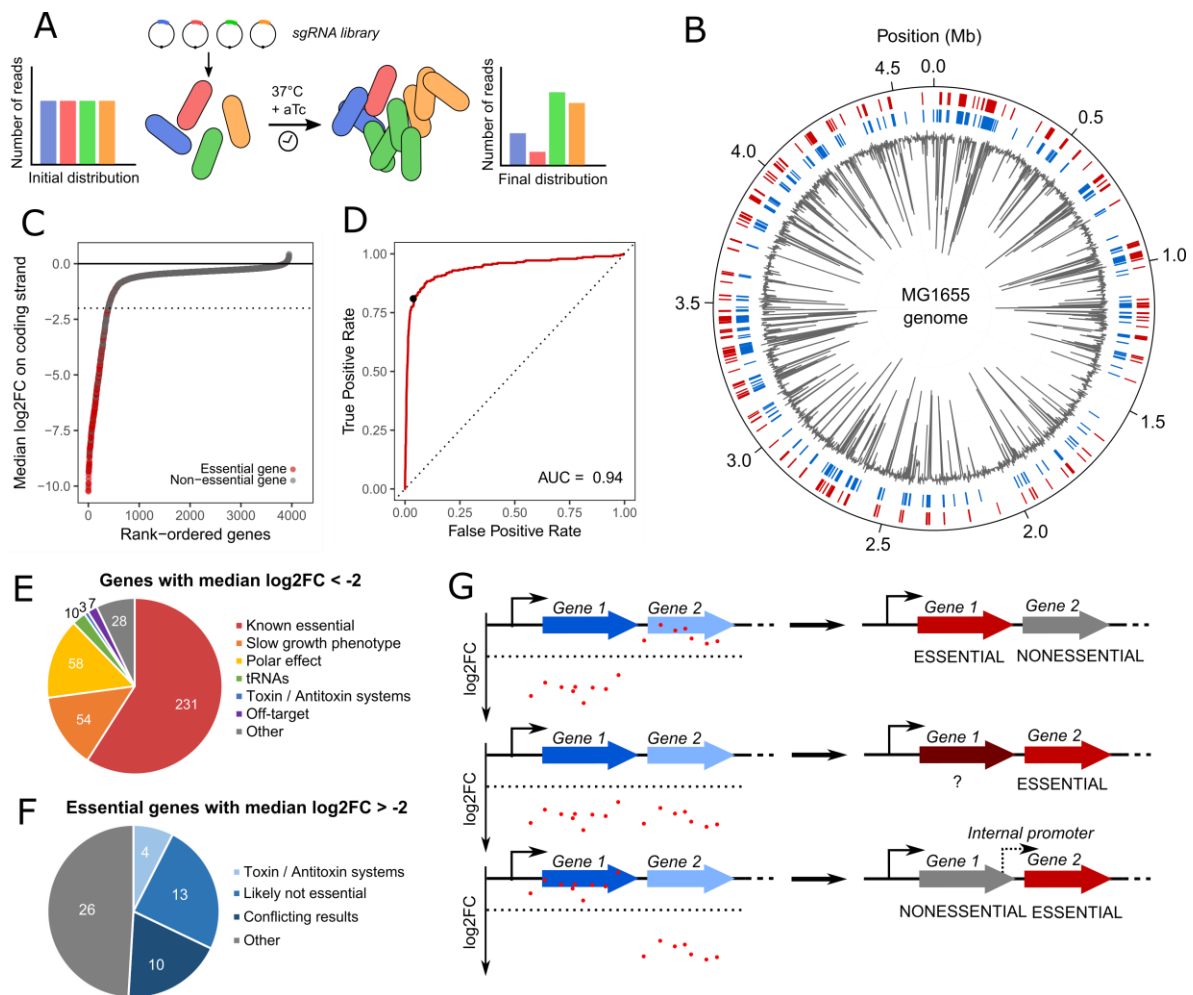 A
sgRNA library
Number of reads
Initial distribution
37°C
+ aTc
Number of reads
Final distribution
B
Position (Mb)
0.0
0.5
1.0
1.5
2.0
2.5
3.0
3.5
4.0
4.5
MG1655
genome
C
Median log2FC on coding strand
0.0
−2.5
−5.0
−7.5
−10.0
Essential gene
Non−essential gene
0
1000
2000
3000
4000
Rank−ordered genes
D
True Positive Rate
1.00
0.75
0.50
0.25
0.00
AUC = 0.94
0.00
0.25
0.50
0.75
1.00
False Positive Rate
E
Genes with median log2FC < -2
10
3
7
28
58
54
231
Known essential
Slow growth phenotype
Polar effect
tRNAs
Toxin / Antitoxin systems
Off-target
Other
F
Essential genes with median log2FC > -2
4
13
10
26
Toxin / Antitoxin systems
Likely not essential
Conflicting results
Other
G
log2FC
Gene 1
Gene 2
Gene 1
Gene 2
ESSENTIAL
NONESSENTIAL
log2FC
Gene 1
Gene 2
Gene 1
Gene 2
?
ESSENTIAL
log2FC
Gene 1
Gene 2
Internal promoter
Gene 1
Gene 2
NONESSENTIAL
ESSENTIAL